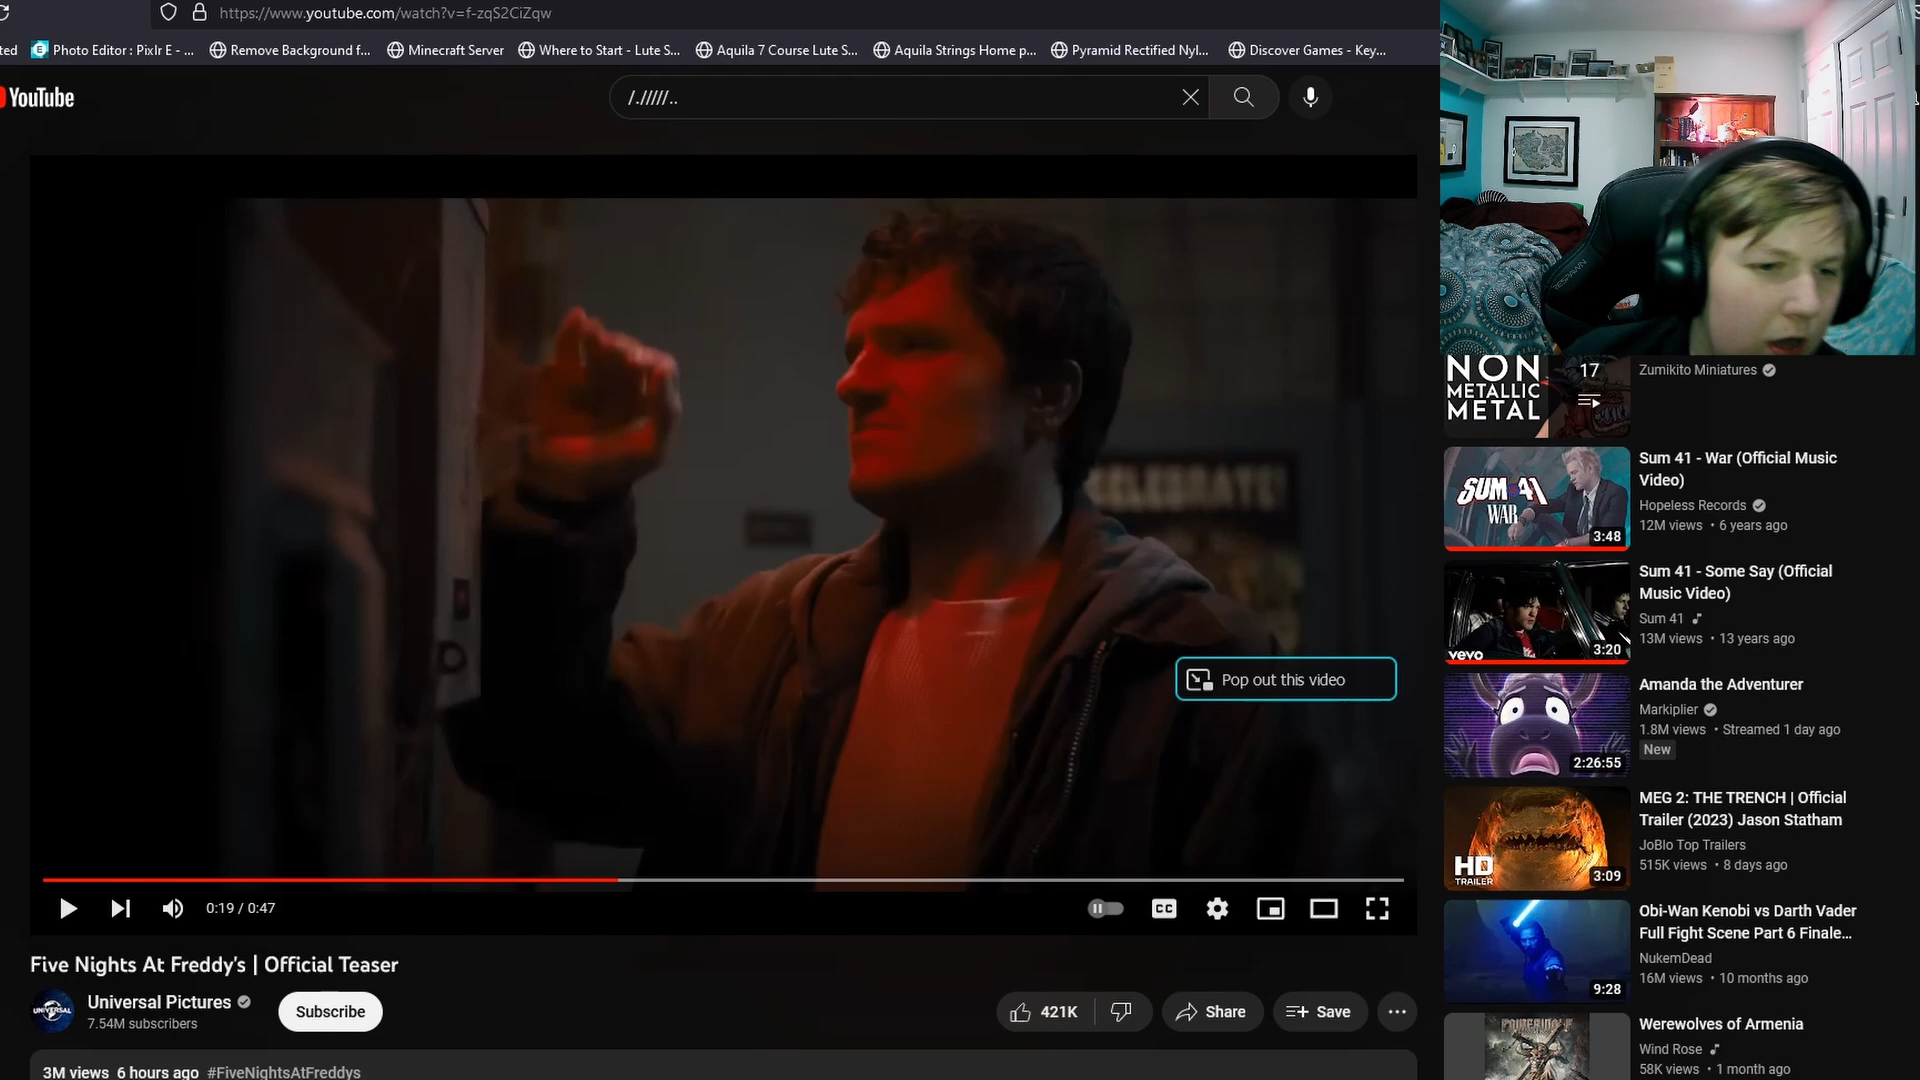 https://www.youtube.com/watch?v=f-zqS2CiZqw
ted Photo Editor : Pixlr E - ... Remove Background f... Minecraft Server Where to Start - Lute S... Aquila 7 Course Lute S... Aquila Strings Home p... Pyramid Rectified Nyl... Discover Games - Key...
YouTube
/./////..
CELEBRATE!
Pop out this video
0:19 / 0:47
CC
Five Nights At Freddy's | Official Teaser
UNIVERSAL
Universal Pictures
7.54M subscribers
Subscribe
421K
Share
Save
3M views 6 hours ago #FiveNightsAtFreddys
NON
METALLIC
METAL
17
Zumikito Miniatures
SUM 41
WAR
3:48
Sum 41 - War (Official Music
Video)
Hopeless Records
12M views • 6 years ago
vevo
3:20
Sum 41 - Some Say (Official
Music Video)
Sum 41
13M views • 13 years ago
2:26:55
Amanda the Adventurer
Markiplier
1.8M views • Streamed 1 day ago
New
HD
TRAILER
3:09
MEG 2: THE TRENCH | Official
Trailer (2023) Jason Statham
JoBlo Top Trailers
515K views • 8 days ago
9:28
Obi-Wan Kenobi vs Darth Vader
Full Fight Scene Part 6 Finale...
NukemDead
16M views • 10 months ago
POWERWOLF
Werewolves of Armenia
Wind Rose
58K views • 1 month ago